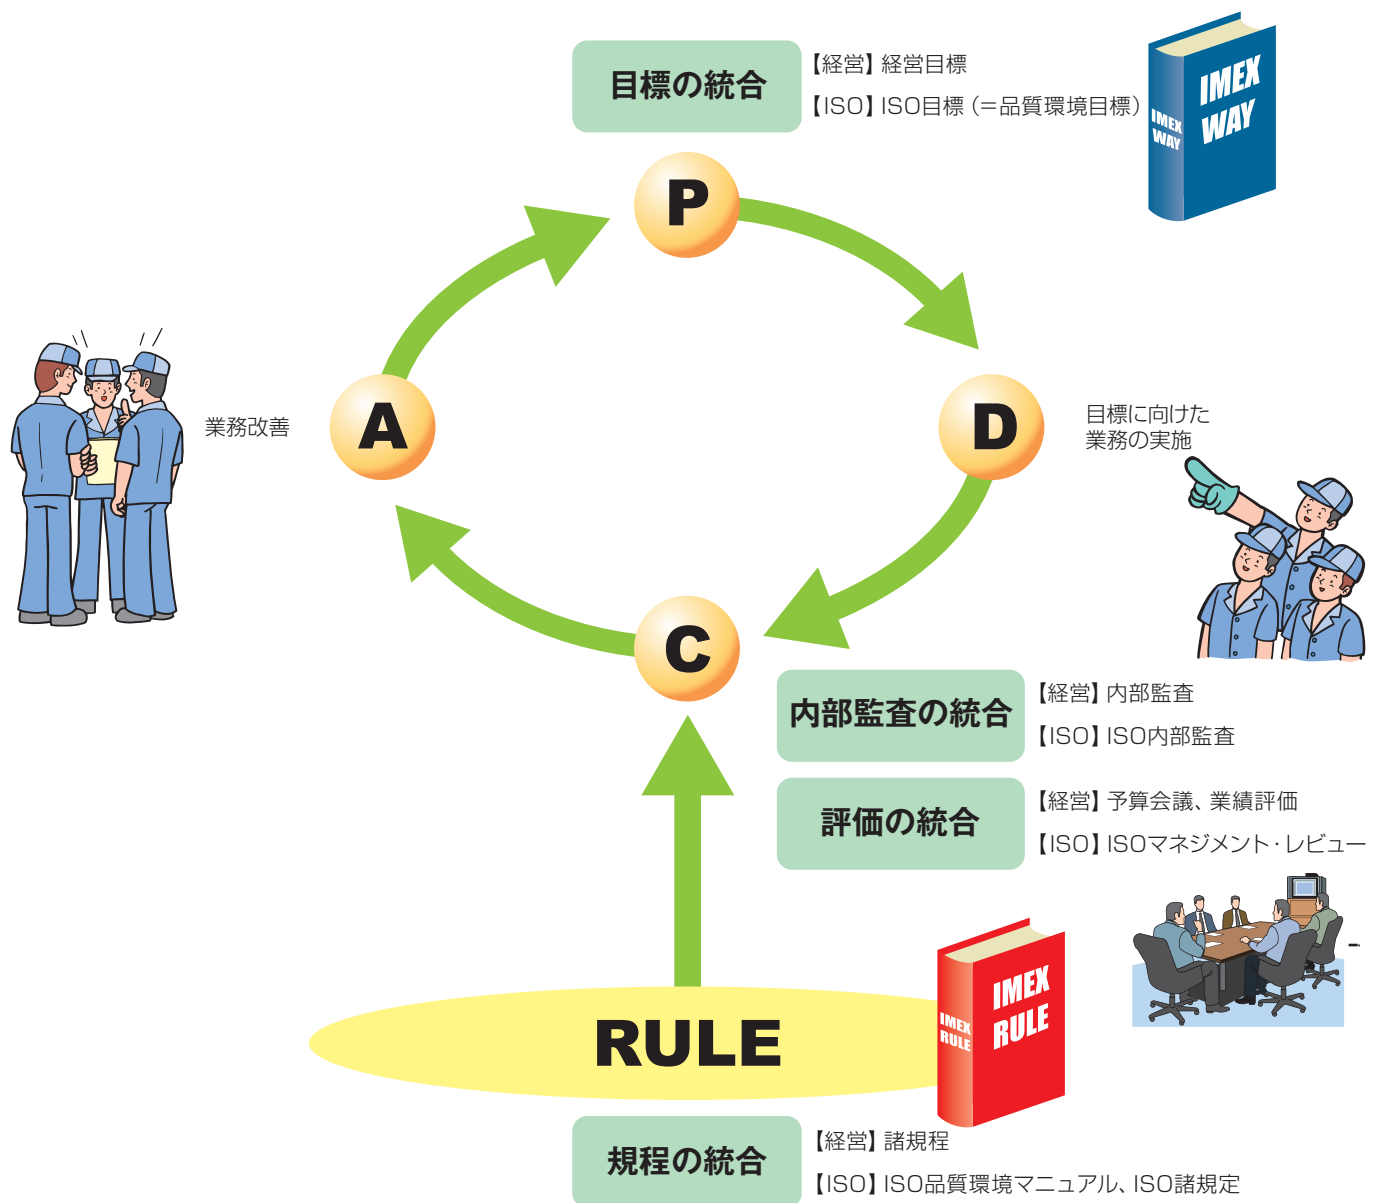 目標の統合
【経営】経営目標
【ISO】ISO目標(=品質環境目標)
IMEX
WAY
IMEX
WAY
P
A
D
業務改善
目標に向けた
業務の実施
C
内部監査の統合
【経営】内部監査
【ISO】ISO内部監査
評価の統合
【経営】予算会議、業績評価
【ISO】ISOマネジメント・レビュー
RULE
IMEX
RULE
IMEX
RULE
規程の統合
【経営】諸規程
【ISO】ISO品質環境マニュアル、ISO諸規定